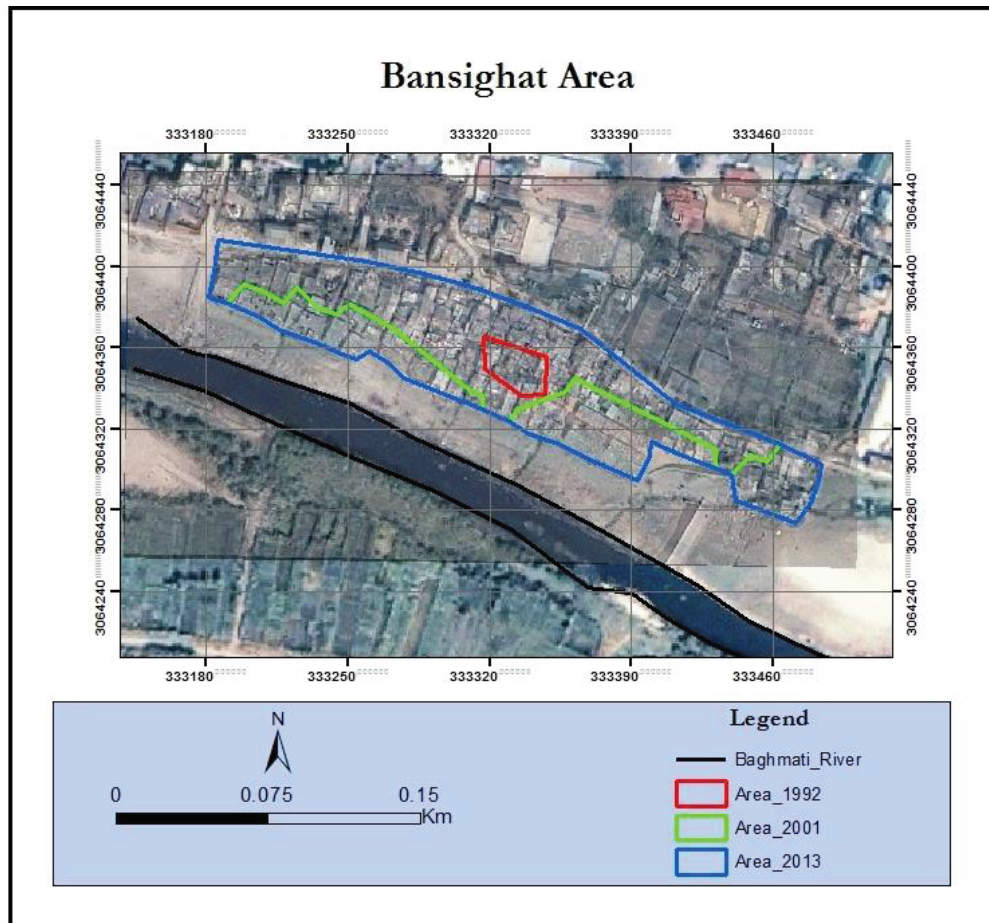 Bansighat Area
333180 333250 333320 333390 333460
3064440 3064440
3064400 3064400
3064360 3064360
3064320 3064320
3064280 3064280
3064240 3064240
333180 333250 333320 333390 333460
N
0 0.075 0.15
Km
Legend
Baghmati_River
Area_1992
Area_2001
Area_2013